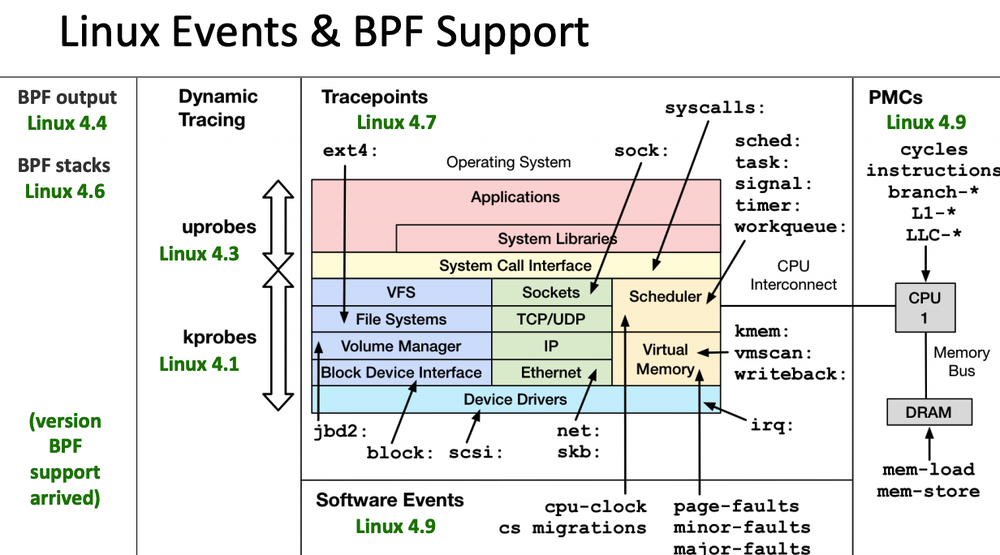 Linux Events & BPF Support
BPF output
Linux 4.4
BPF stacks
Linux 4.6
(version
BPF
support
arrived)
Dynamic
Tracing
uprobes
Linux 4.3
kprobes
Linux 4.1
Tracepoints
Linux 4.7
syscalls:
ext4:
Operating System
sock:
sched:
task:
signal:
timer:
workqueue:
Applications
System Libraries
System Call Interface
VFS
Sockets
Scheduler
File Systems
TCP/UDP
Volume Manager
IP
Virtual
Memory
Block Device Interface
Ethernet
Device Drivers
kmem:
vmscan:
writeback:
jbd2:
block:
scsi:
net:
skb:
irq:
CPU
Interconnect
Software Events
Linux 4.9
cpu-clock
cs migrations
page-faults
minor-faults
major-faults
PMCs
Linux 4.9
cycles
instructions
branch-*
L1-*
LLC-*
CPU
1
Memory
Bus
DRAM
mem-load
mem-store